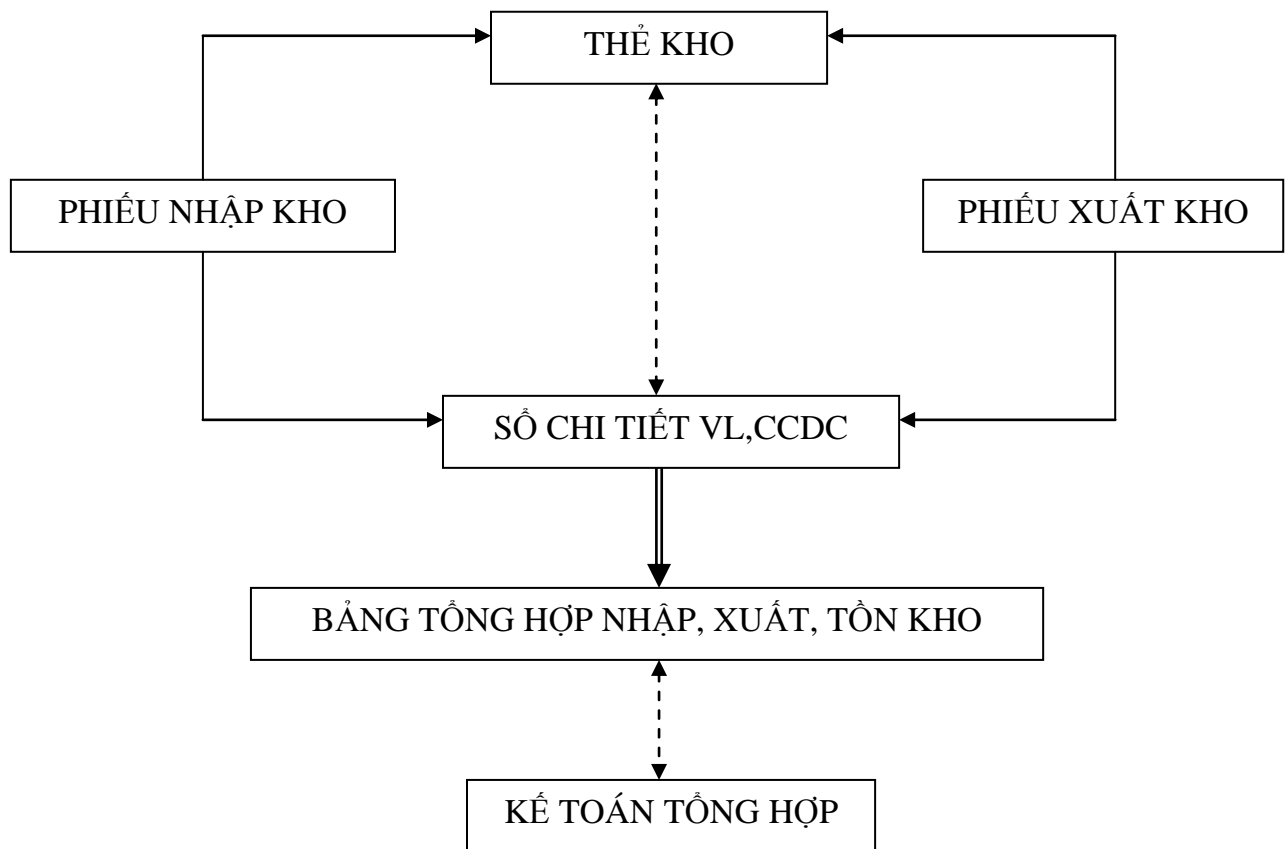 THẺ KHO
PHIẾU NHẬP KHO
PHIẾU XUẤT KHO
SỔ CHI TIẾT VL,CCDC
BẢNG TỔNG HỢP NHẬP, XUẤT, TỒN KHO
KẾ TOÁN TỔNG HỢP